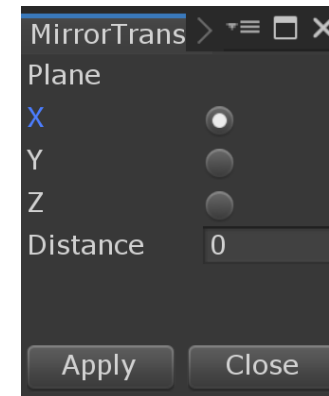 MirrorTrans
Plane
X
Y
Z
Distance 0
Apply Close